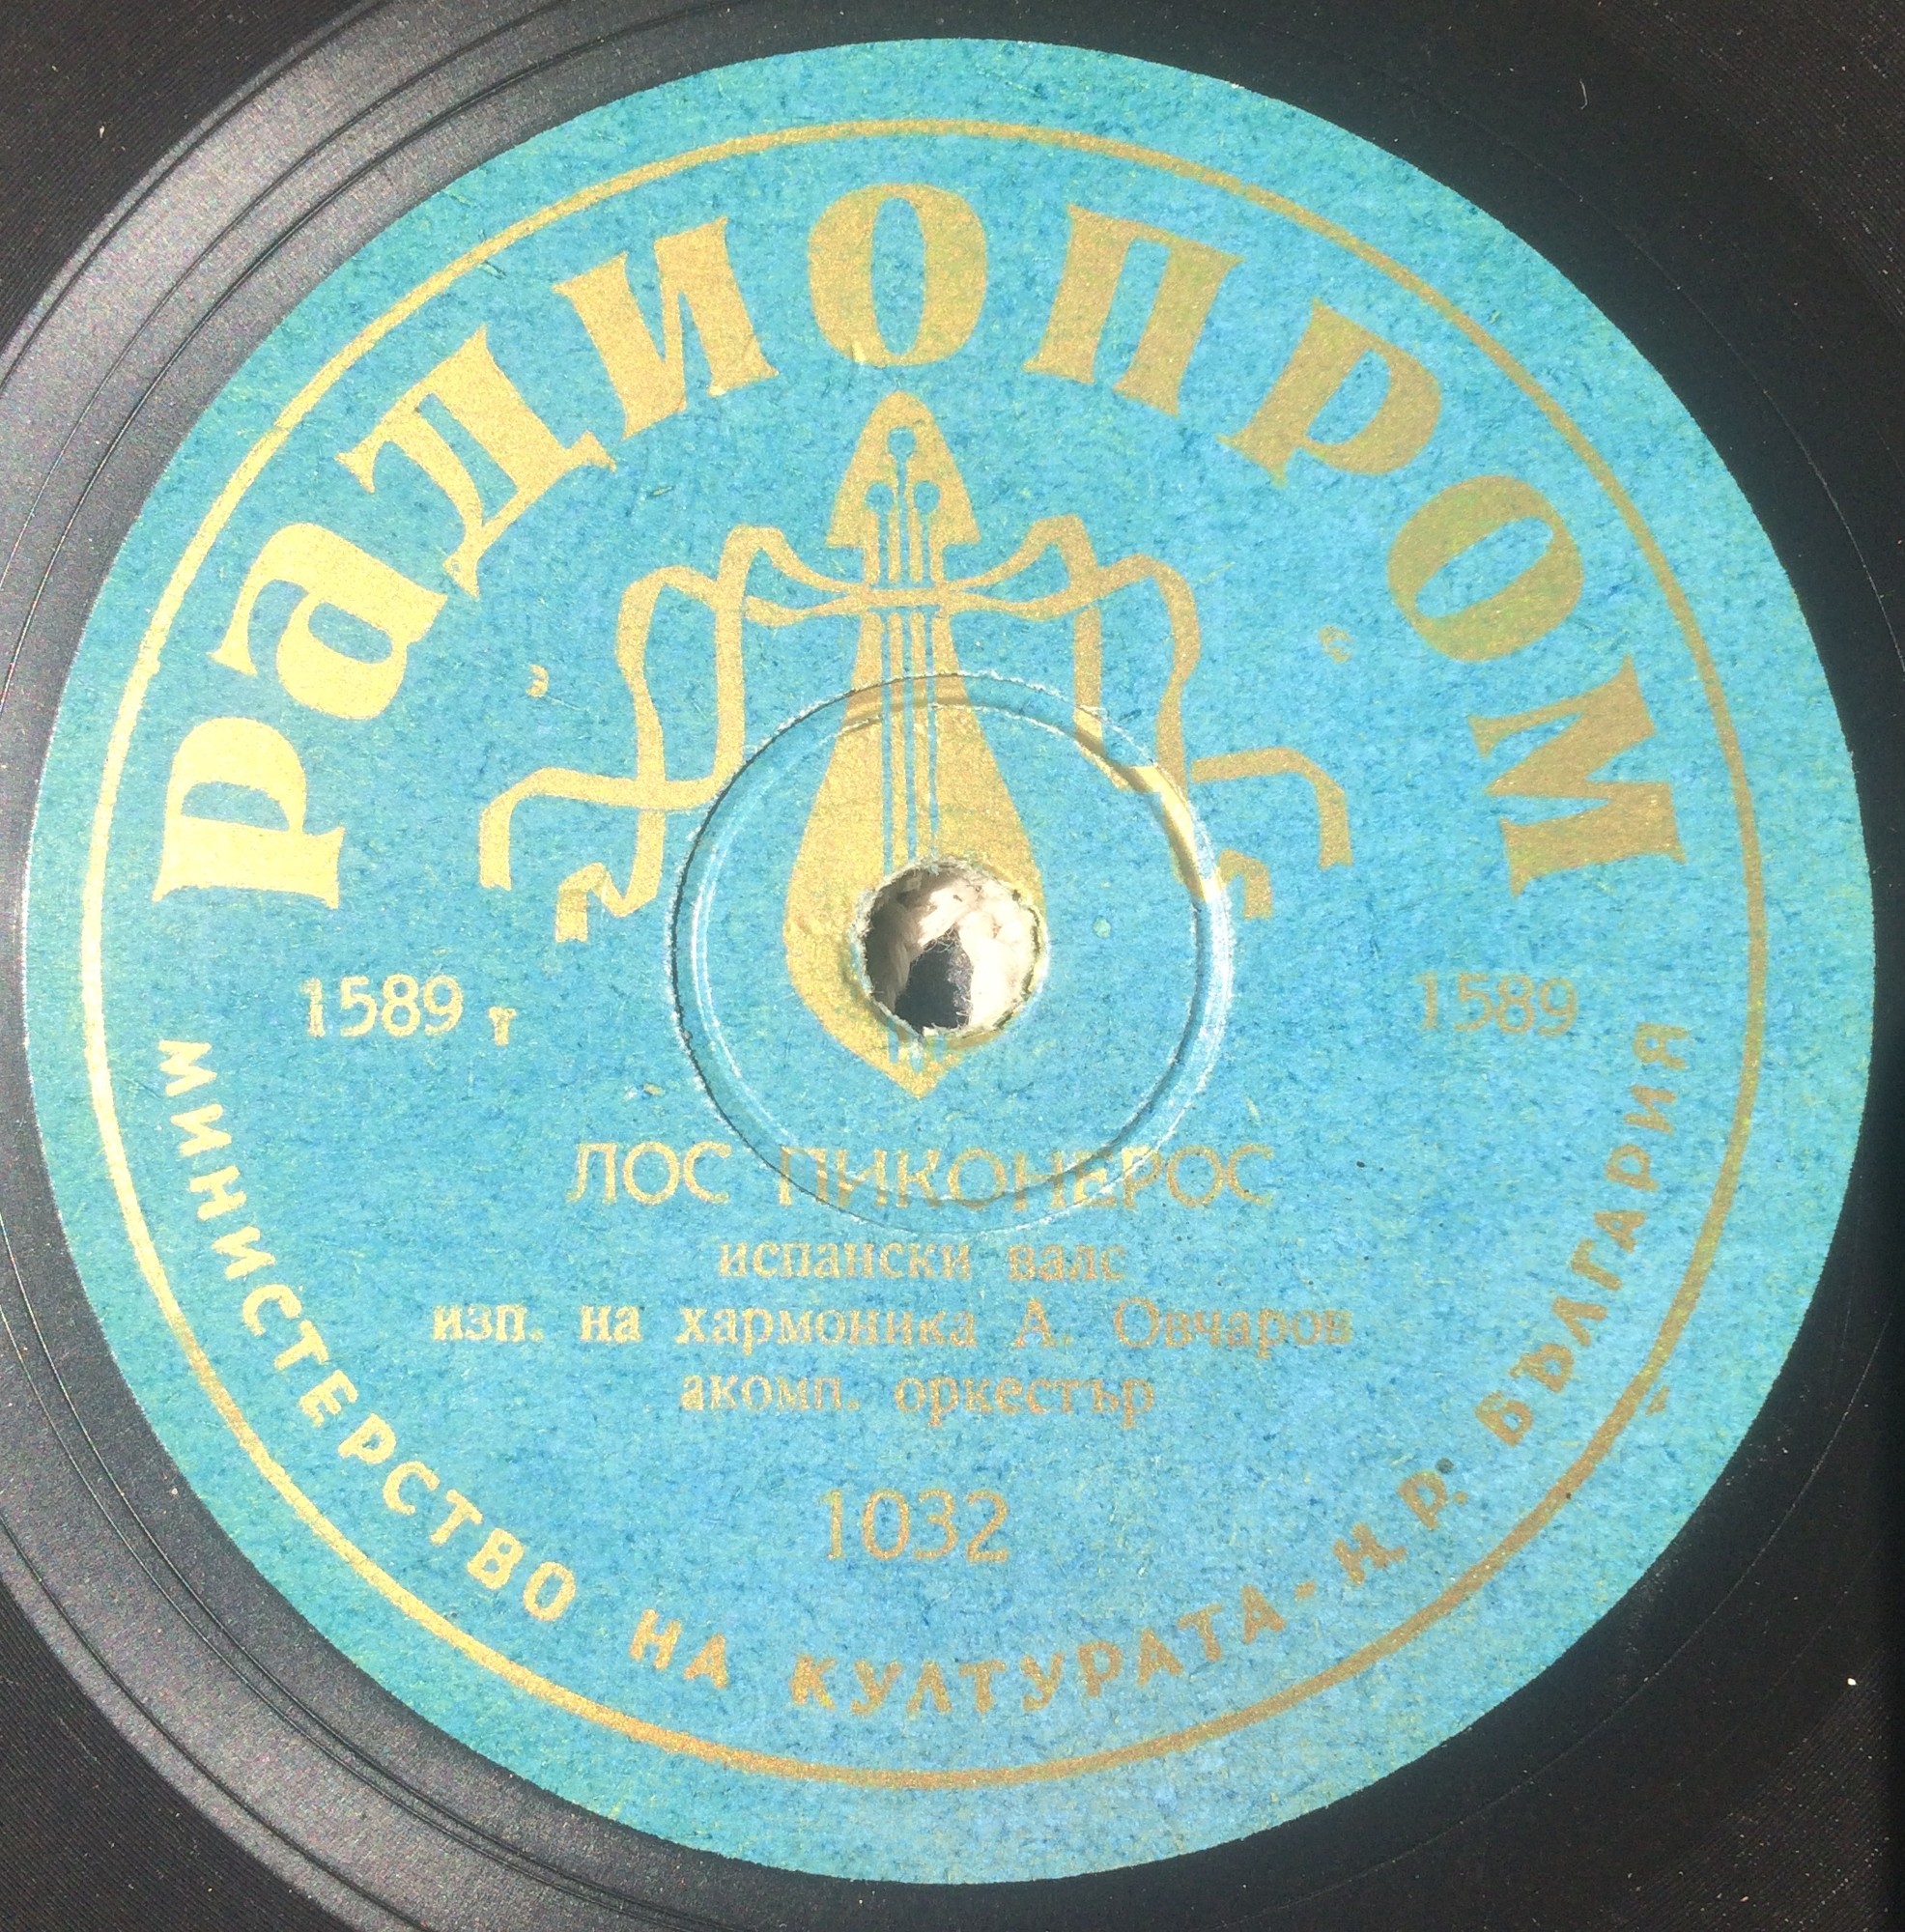 РАДИОПРОМ
1589 т
1589
ЛОС ПИКОНЕРОС
испански валс
изп. на хармоника А. Овчаров
акомп. оркестър
1032
МИНИСТЕРСТВО НА КУЛТУРАТА - Н. Р. БЪЛГАРИЯ